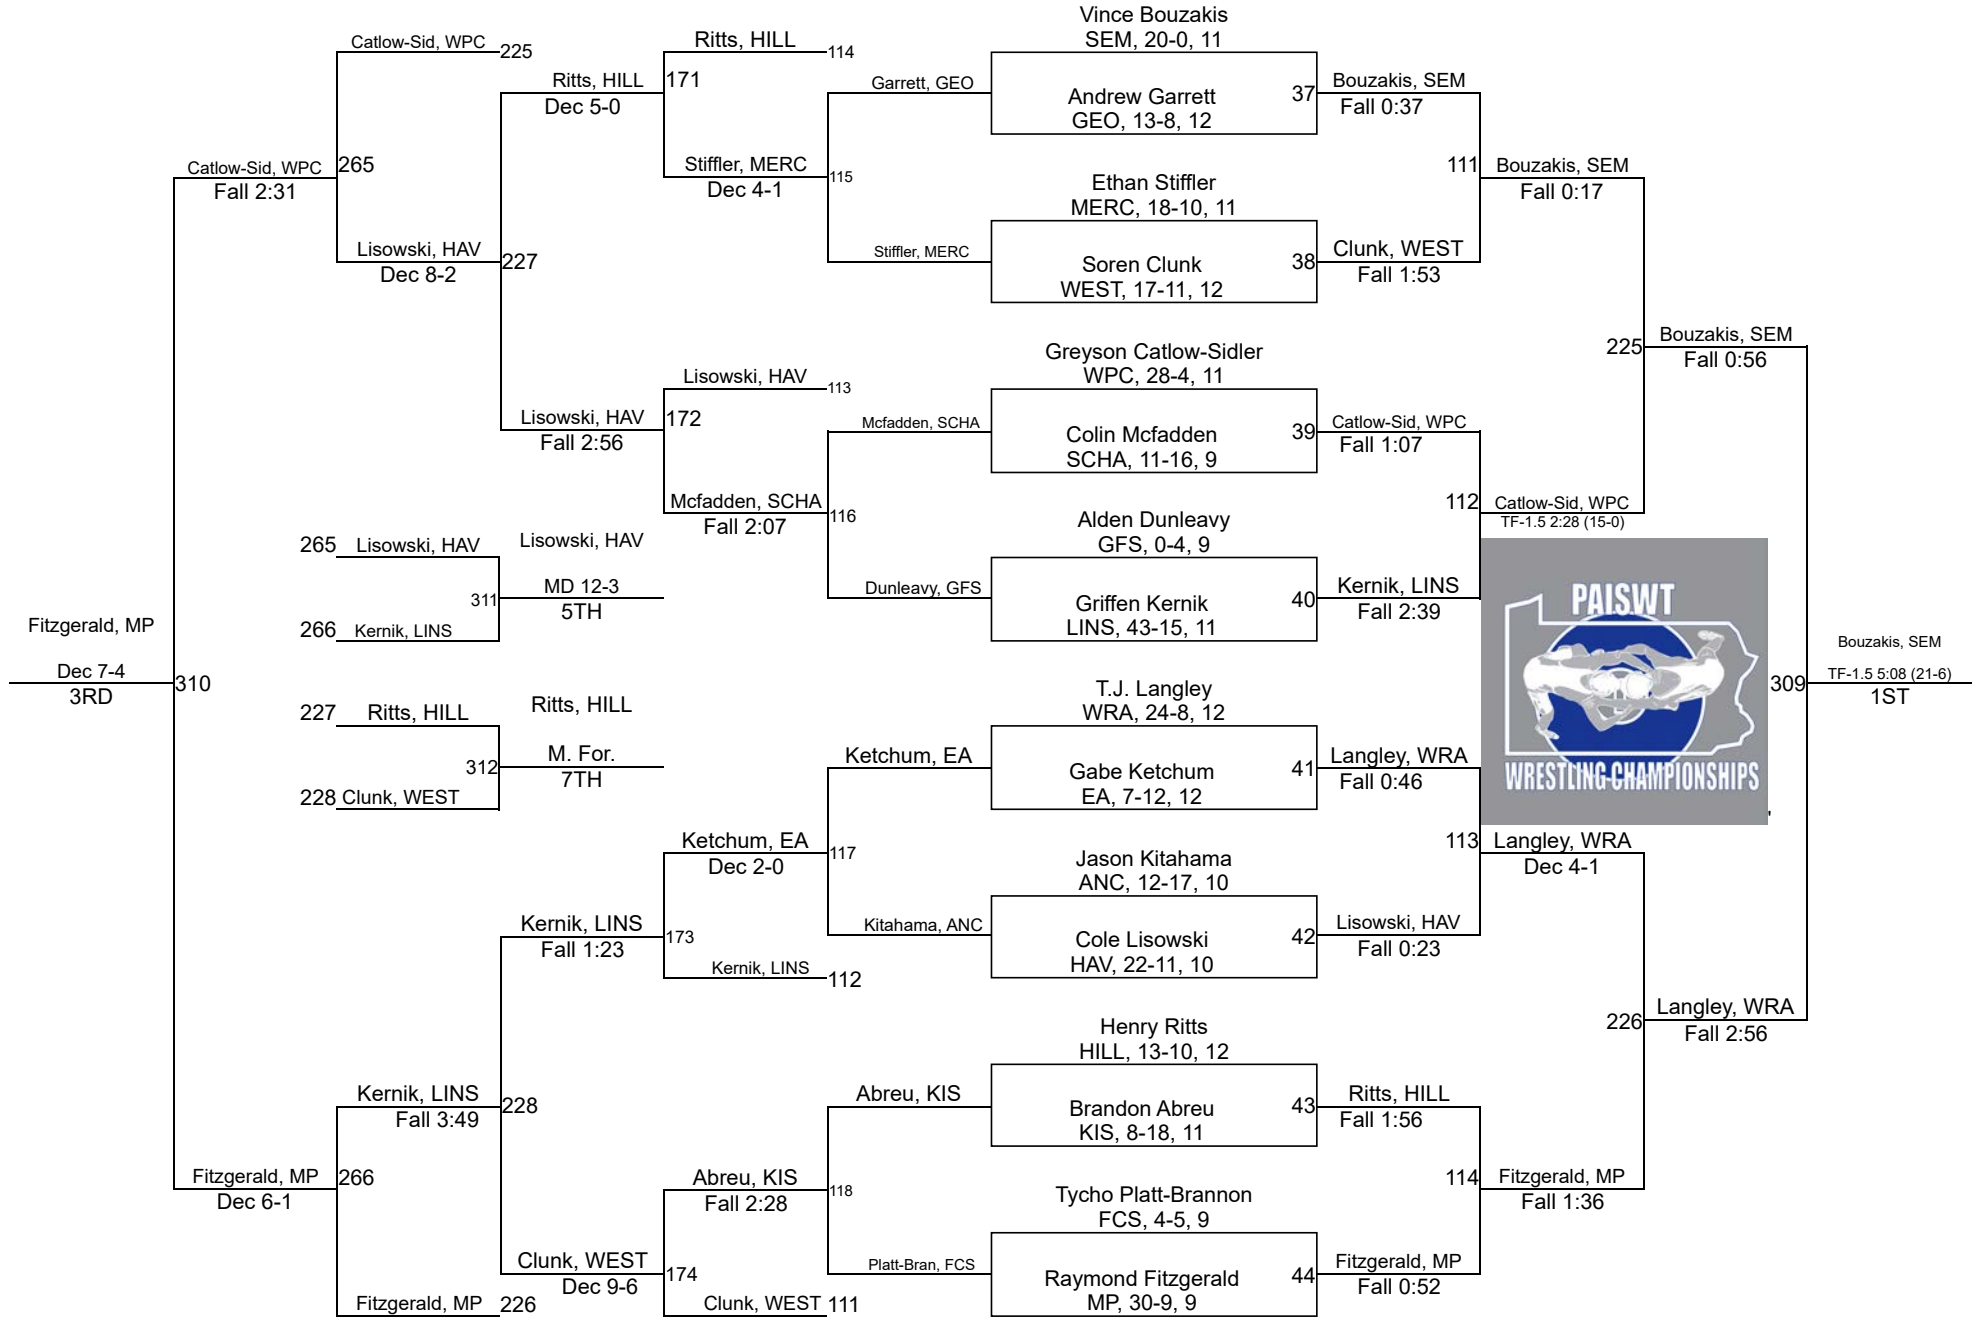 Catlow-Sid, WPC
225
Ritts, HILL
Dec 5-0
Ritts, HILL
114
171
Stiffler, MERC
Dec 4-1
115
Garrett, GEO
Stiffler, MERC
Catlow-Sid, WPC
Fall 2:31
265
Lisowski, HAV
Dec 8-2
227
Lisowski, HAV
Fall 2:56
Lisowski, HAV
113
172
Mcfadden, SCHA
Fall 2:07
116
Mcfadden, SCHA
Dunleavy, GFS
265 Lisowski, HAV
Lisowski, HAV
311
MD 12-3
5TH
266 Kernik, LINS
Fitzgerald, MP
Dec 7-4
3RD
310
227 Ritts, HILL
Ritts, HILL
312
M. For.
7TH
228 Clunk, WEST
Ketchum, EA
Ketchum, EA
Dec 2-0
117
Kitahama, ANC
Kernik, LINS
Fall 1:23
173
Kernik, LINS
112
Kernik, LINS
Fall 3:49
228
Fitzgerald, MP
Dec 6-1
266
Abreu, KIS
Abreu, KIS
Fall 2:28
118
Platt-Bran, FCS
Clunk, WEST
Dec 9-6
174
Clunk, WEST 111
Fitzgerald, MP 226
Vince Bouzakis
SEM, 20-0, 11
Andrew Garrett
GEO, 13-8, 12
37
Ethan Stiffler
MERC, 18-10, 11
Soren Clunk
WEST, 17-11, 12
38
Greyson Catlow-Sidler
WPC, 28-4, 11
Colin Mcfadden
SCHA, 11-16, 9
39
Alden Dunleavy
GFS, 0-4, 9
Griffen Kernik
LINS, 43-15, 11
40
T.J. Langley
WRA, 24-8, 12
Gabe Ketchum
EA, 7-12, 12
41
Jason Kitahama
ANC, 12-17, 10
Cole Lisowski
HAV, 22-11, 10
42
Henry Ritts
HILL, 13-10, 12
Brandon Abreu
KIS, 8-18, 11
43
Tycho Platt-Brannon
FCS, 4-5, 9
Raymond Fitzgerald
MP, 30-9, 9
44
Bouzakis, SEM
Fall 0:37
111
Bouzakis, SEM
Fall 0:17
Clunk, WEST
Fall 1:53
225
Bouzakis, SEM
Fall 0:56
Catlow-Sid, WPC
Fall 1:07
112
Catlow-Sid, WPC
TF-1.5 2:28 (15-0)
Kernik, LINS
Fall 2:39
PAISWT
WRESTLING CHAMPIONSHIPS
309
Bouzakis, SEM
TF-1.5 5:08 (21-6)
1ST
Langley, WRA
Fall 0:46
113
Langley, WRA
Dec 4-1
Lisowski, HAV
Fall 0:23
226
Langley, WRA
Fall 2:56
Ritts, HILL
Fall 1:56
114
Fitzgerald, MP
Fall 1:36
Fitzgerald, MP
Fall 0:52